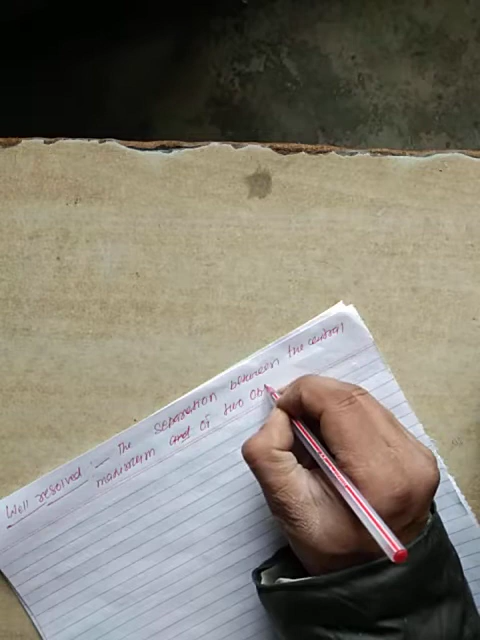 Well resolved :- The separation between the central
maximum and of two ob